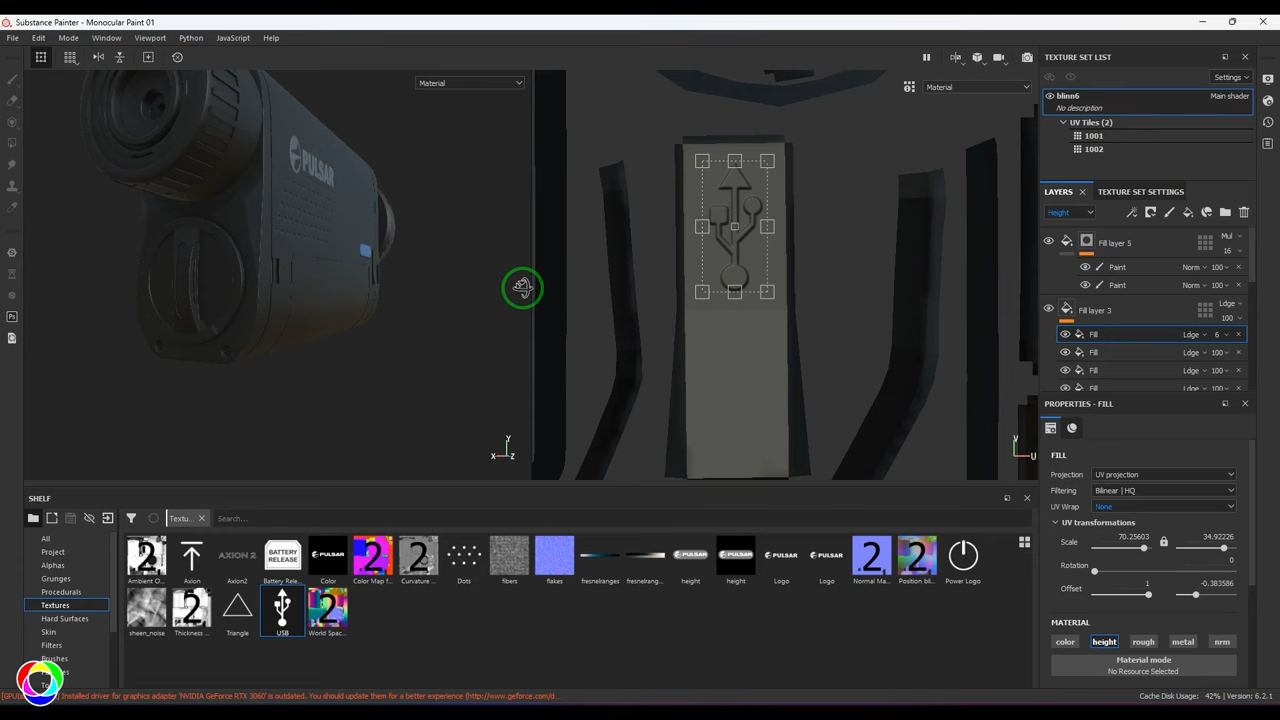 Substance Painter - Monocular Paint 01
File Edit Mode Window Viewport Python JavaScript Help
Material
Material
PULSAR
Y
X Z
V
U
TEXTURE SET LIST
Settings
blinn6 Main shader
No description
UV Tiles (2)
1001
1002
LAYERS TEXTURE SET SETTINGS
Height
Fill layer 5 Mul
16
Paint Norm 100
Paint Norm 100
Fill layer 3 Ldge
100
Fill Ldge 6
Fill Ldge 100
Fill Ldge 100
Fill Ldge 100
PROPERTIES - FILL
FILL
Projection UV projection
Filtering Bilinear | HQ
UV Wrap None
UV transformations
Scale 70.25603 34.92226
Rotation 0
Offset 1 -0.383586
MATERIAL
color height rough metal nrm
Material mode
No Resource Selected
SHELF
Textu... Search...
All
Project
Alphas
Grunges
Procedurals
Textures
Hard Surfaces
Skin
Filters
Brushes
Ambient O... Axion Battery Rele... Color Color Map f... Curvature ... Dots fibers flakes fresnelranges fresnelrang... height height Logo Logo Normal Ma... Position bli... Power Logo
AXION 2
Axion2
BATTERY RELEASE
sheen_noise Thickness ... Triangle USB World Spac...
Installed driver for graphics adapter 'NVIDIA GeForce RTX 3060' is outdated. You should update them for a better experience (http://www.geforce.com/d...
Cache Disk Usage: 42% | Version: 6.2.1